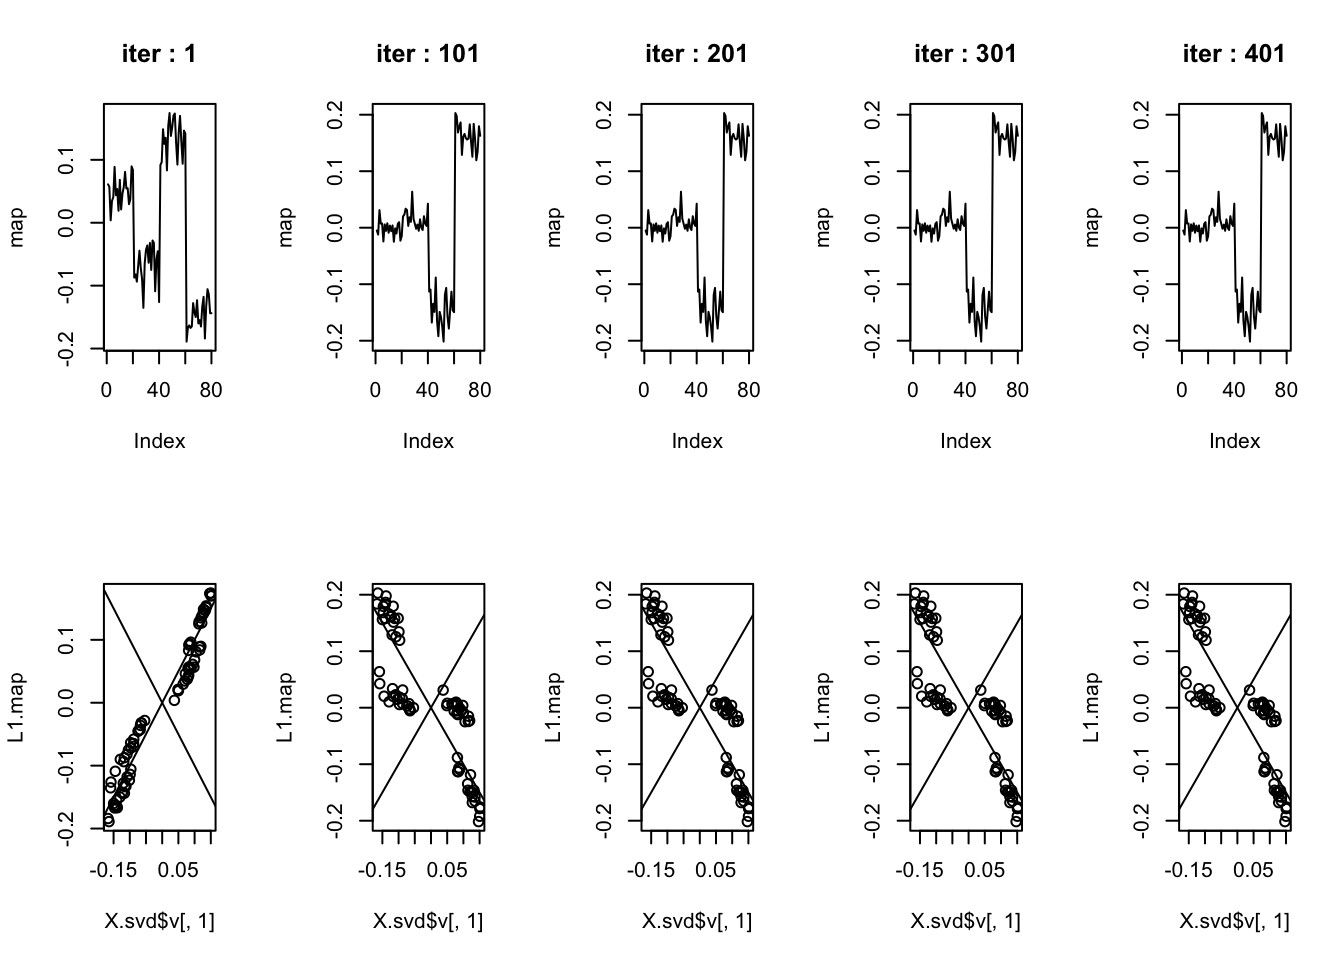 iter : 1
iter : 101
iter : 201
iter : 301
iter : 401
map
-0.2 -0.1 0.0 0.1
0 40 80
Index
map
-0.2 -0.1 0.0 0.1 0.2
0 40 80
Index
map
-0.2 -0.1 0.0 0.1 0.2
0 40 80
Index
map
-0.2 -0.1 0.0 0.1 0.2
0 40 80
Index
map
-0.2 -0.1 0.0 0.1 0.2
0 40 80
Index
L1.map
-0.2 -0.1 0.0 0.1
-0.15 0.05
X.svd$v[, 1]
L1.map
-0.2 -0.1 0.0 0.1 0.2
-0.15 0.05
X.svd$v[, 1]
L1.map
-0.2 -0.1 0.0 0.1 0.2
-0.15 0.05
X.svd$v[, 1]
L1.map
-0.2 -0.1 0.0 0.1 0.2
-0.15 0.05
X.svd$v[, 1]
L1.map
-0.2 -0.1 0.0 0.1 0.2
-0.15 0.05
X.svd$v[, 1]